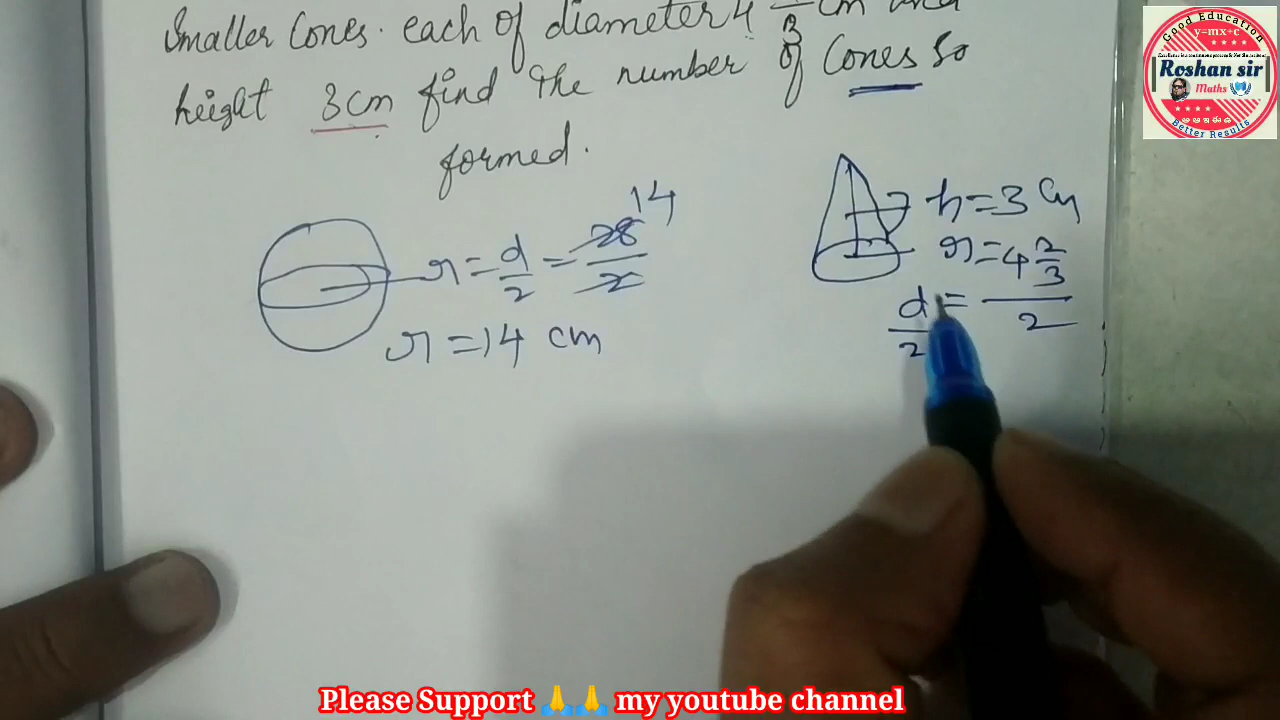 Smaller Cones. each of diameter 4 2/3 cm and
height 3cm find the number of Cones so
formed.
r = d/2 = 28/2 14
r = 14 cm
h = 3 cm
r = 4 2/3
d/2 = /2
Good Education
y=mx+c
Roshan sir
Maths
Better Results
Please Support 🙏🙏 my youtube channel